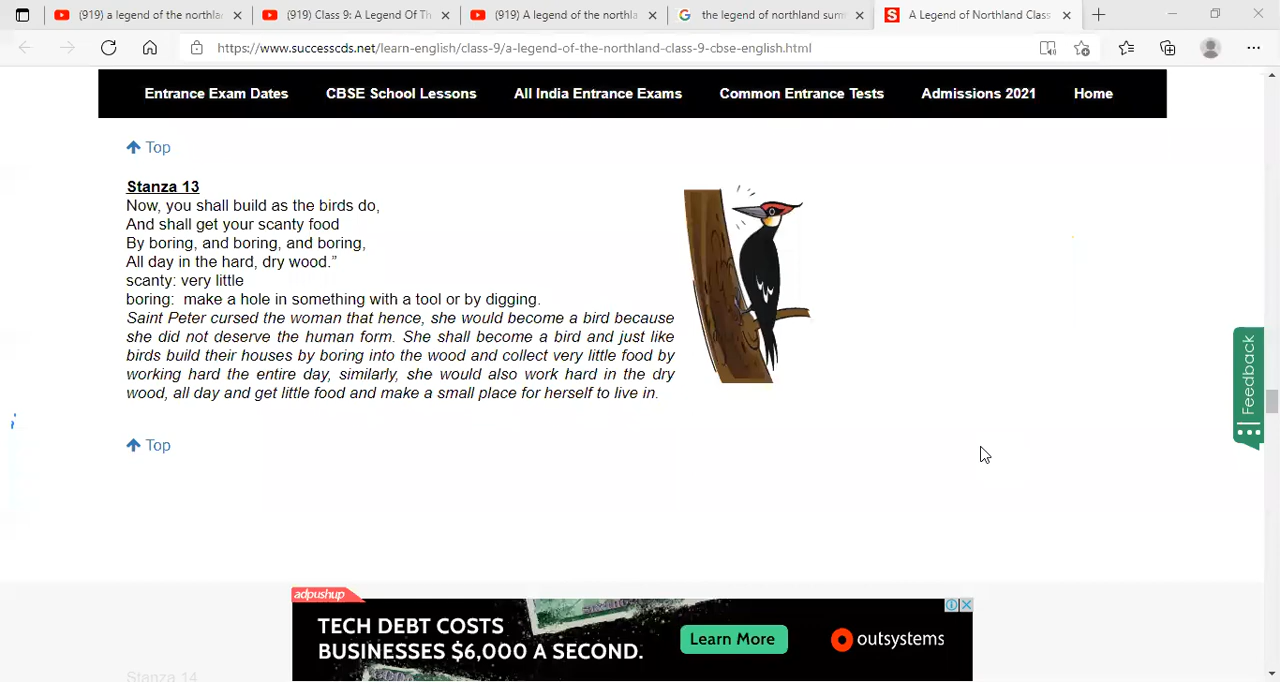 (919) a legend of the northla
(919) Class 9: A Legend Of Th
(919) A legend of the northla
the legend of northland sum
A Legend of Northland Class
https://www.successcds.net/learn-english/class-9/a-legend-of-the-northland-class-9-cbse-english.html
Entrance Exam Dates CBSE School Lessons All India Entrance Exams Common Entrance Tests Admissions 2021 Home
Top
Stanza 13
Now, you shall build as the birds do,
And shall get your scanty food
By boring, and boring, and boring,
All day in the hard, dry wood.”
scanty: very little
boring: make a hole in something with a tool or by digging.
Saint Peter cursed the woman that hence, she would become a bird because
she did not deserve the human form. She shall become a bird and just like
birds build their houses by boring into the wood and collect very little food by
working hard the entire day, similarly, she would also work hard in the dry
wood, all day and get little food and make a small place for herself to live in.
Top
Feedback
adpushup
TECH DEBT COSTS
BUSINESSES $6,000 A SECOND.
Learn More
outsystems
Stanza 14